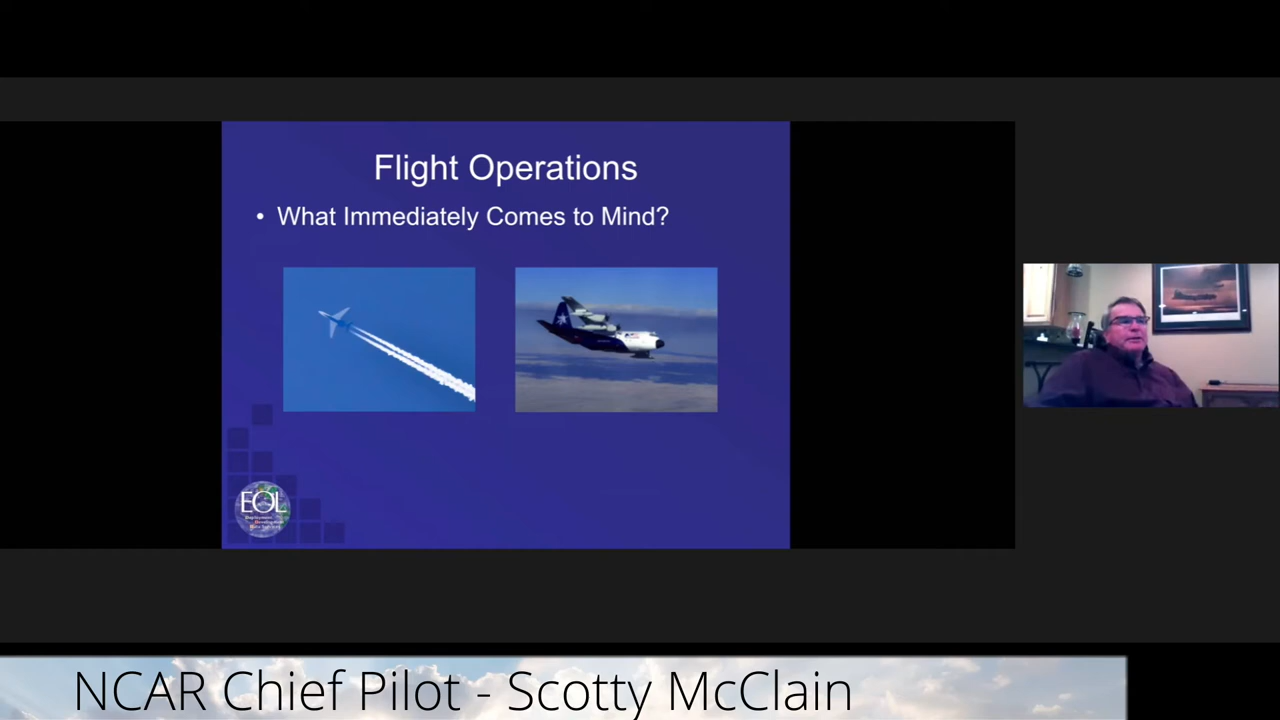 Flight Operations
• What Immediately Comes to Mind?
EOL
NCAR Chief Pilot - Scotty McClain